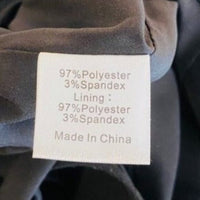 97%Polyester
3%Spandex
Lining :
97%Polyester
3%Spandex
Made In China